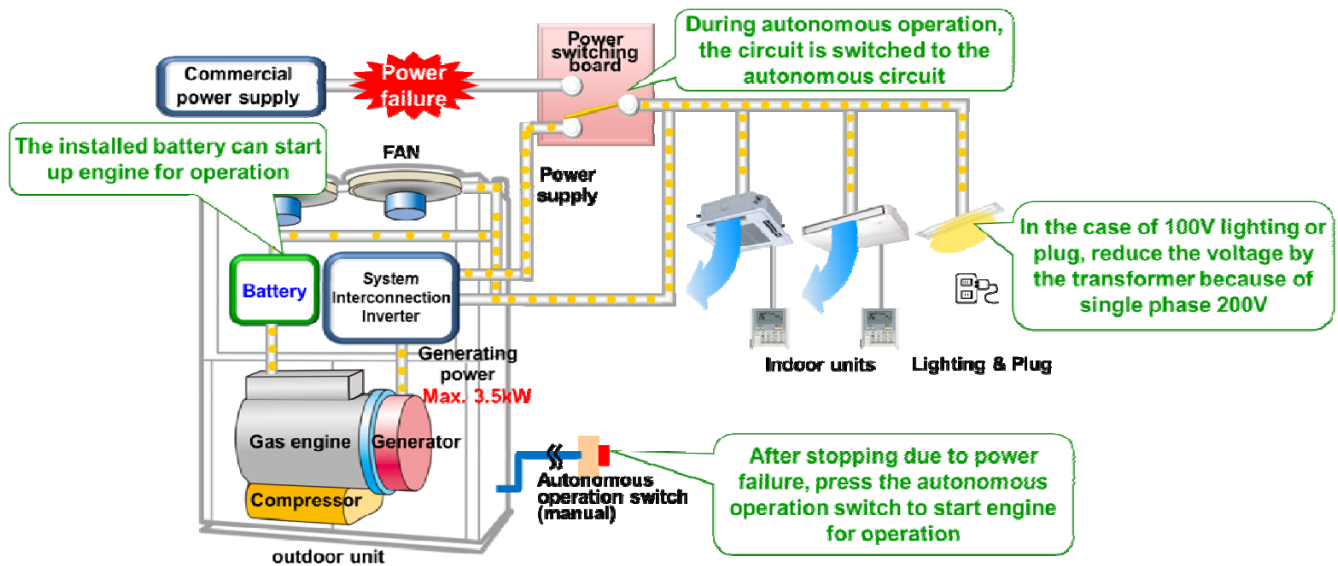 Commercial
power supply
Power
failure
Power
switching
board
During autonomous operation,
the circuit is switched to the
autonomous circuit
The installed battery can start
up engine for operation
FAN
Power
supply
Battery
System
Interconnection
Inverter
Generating
power
Max. 3.5kW
Gas engine
Generator
Compressor
outdoor unit
Indoor units
Lighting & Plug
In the case of 100V lighting or
plug, reduce the voltage by
the transformer because of
single phase 200V
Autonomous
operation switch
(manual)
After stopping due to power
failure, press the autonomous
operation switch to start engine
for operation